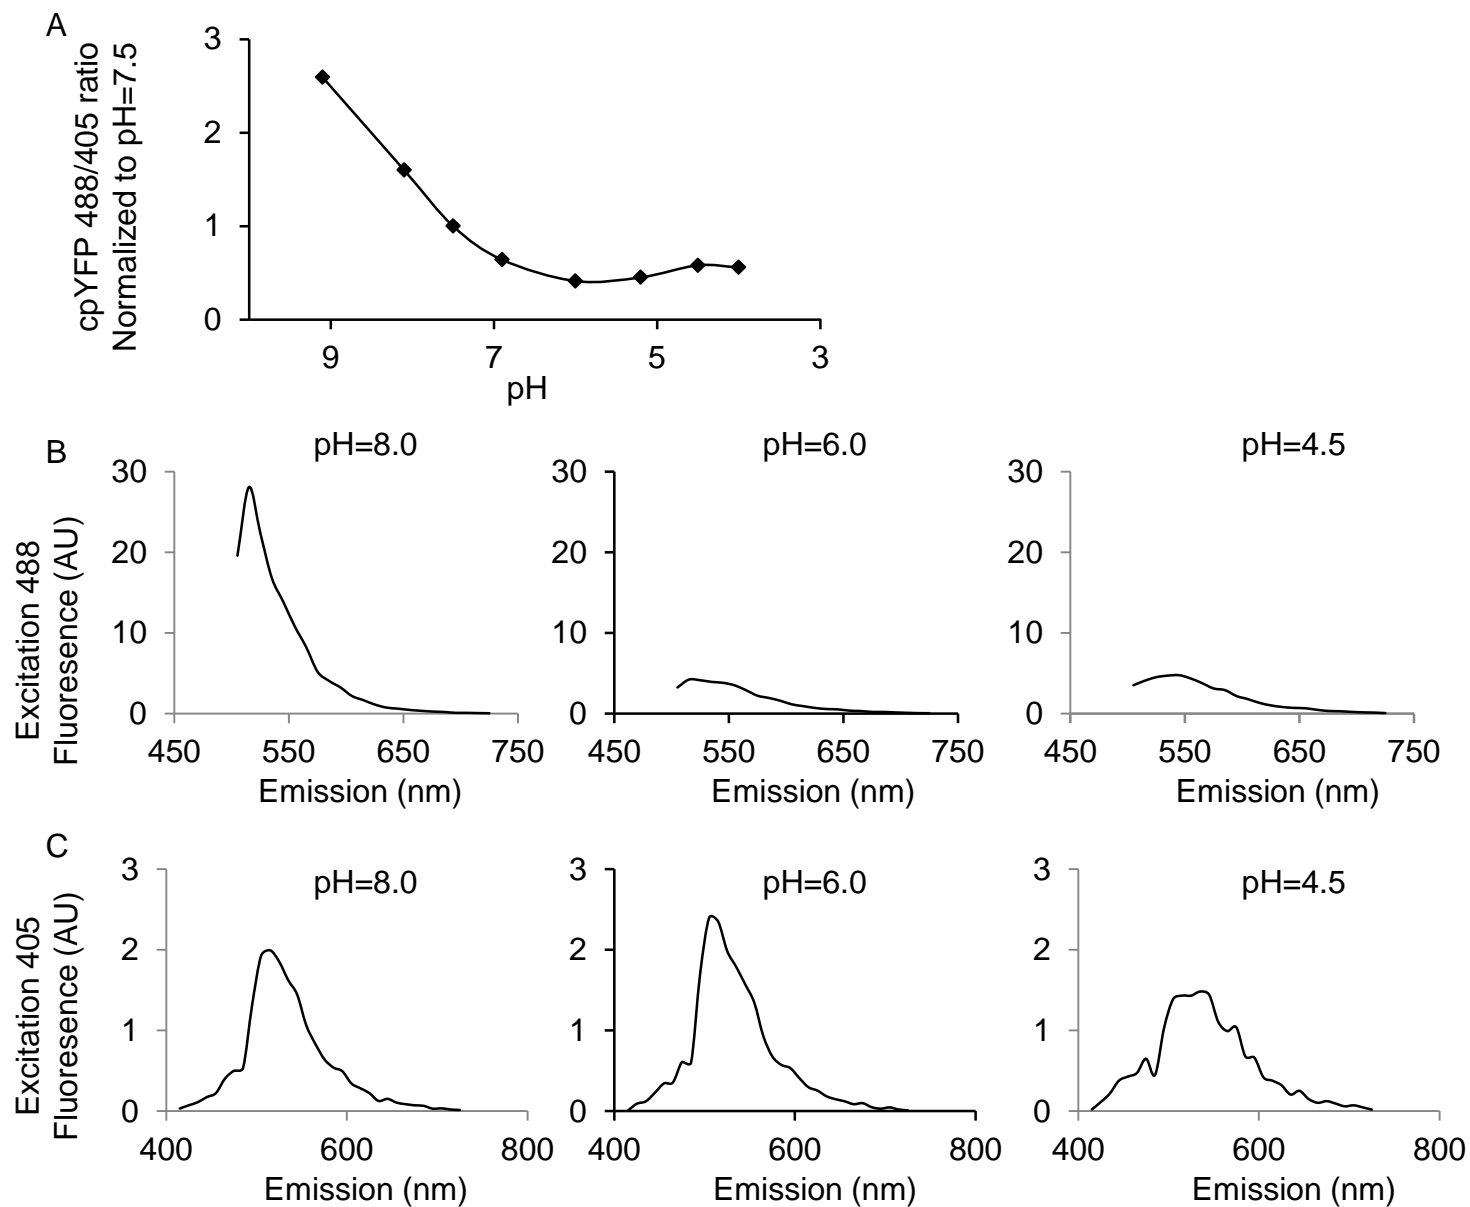 A
cpYFP 488/405 ratio
Normalized to pH=7.5
3
2
1
0
9 7 5 3
pH
B
pH=8.0 pH=6.0 pH=4.5
Excitation 488
Fluoresence (AU)
30 30 30
20 20 20
10 10 10
0 0 0
450 550 650 750 450 550 650 750 450 550 650 750
Emission (nm) Emission (nm) Emission (nm)
C
pH=8.0 pH=6.0 pH=4.5
Excitation 405
Fluoresence (AU)
3 3 3
2 2 2
1 1 1
0 0 0
400 600 800 400 600 800 400 600 800
Emission (nm) Emission (nm) Emission (nm)